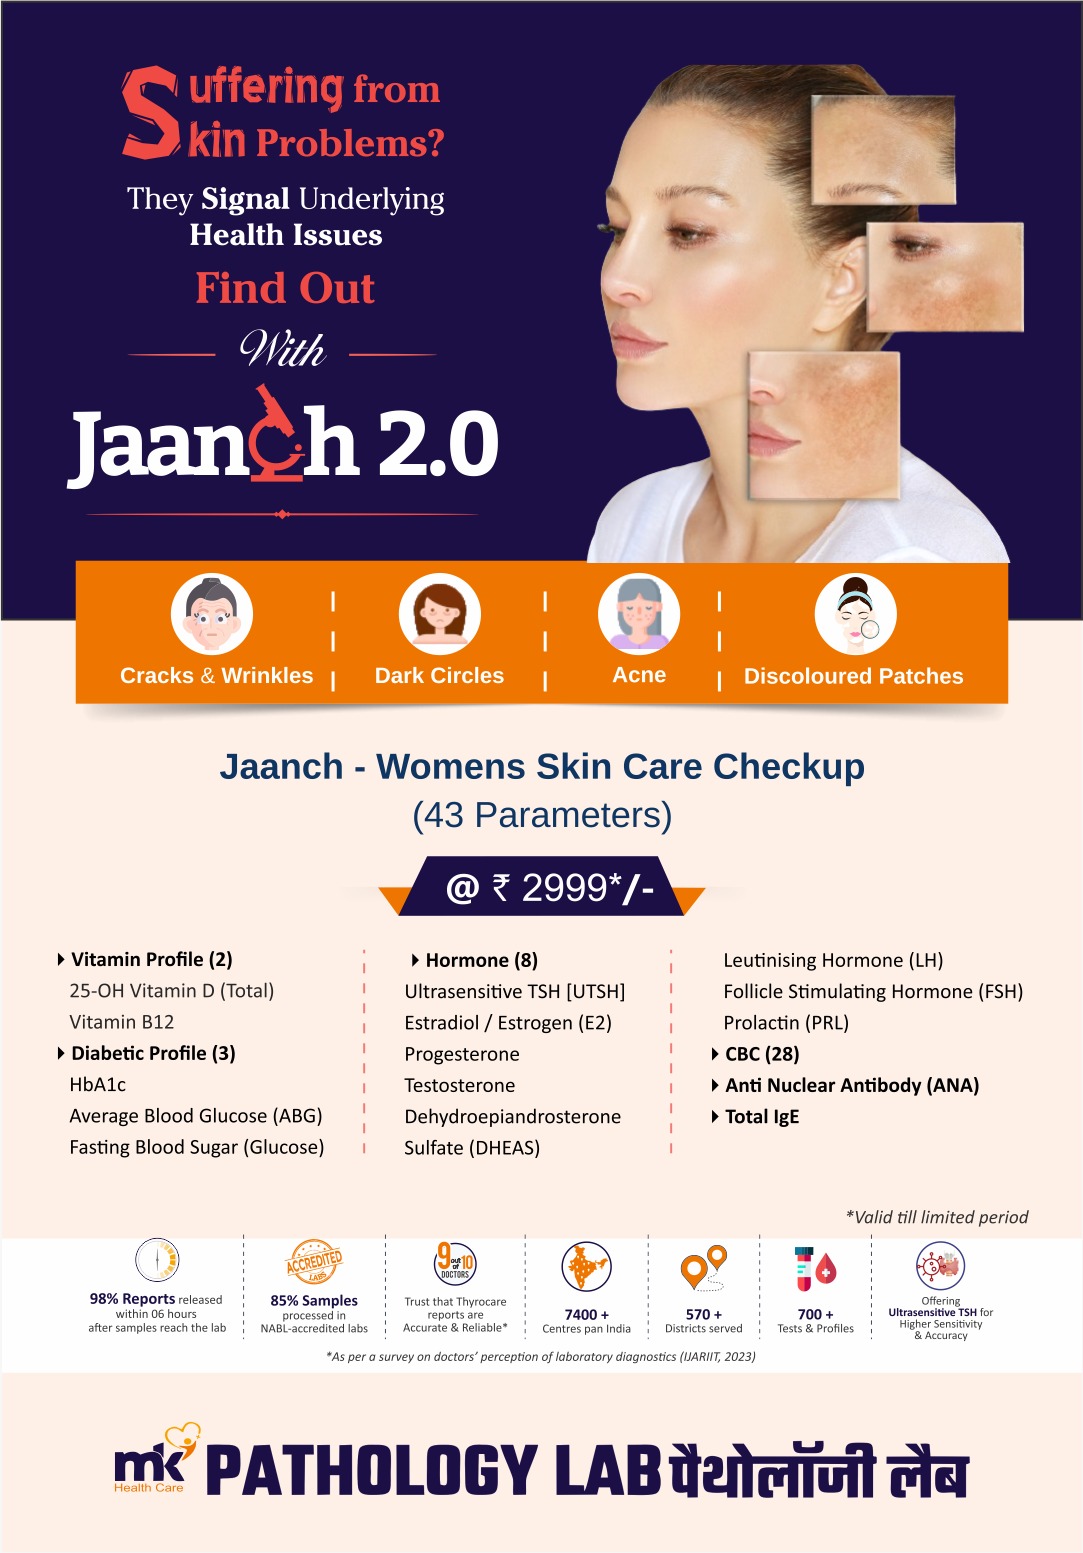 Suffering from
Skin Problems?
They Signal Underlying
Health Issues
Find Out
With
Jaanch 2.0
Cracks & Wrinkles
Dark Circles
Acne
Discoloured Patches
Jaanch - Womens Skin Care Checkup
(43 Parameters)
@ ₹ 2999*/-
Vitamin Profile (2)
25-OH Vitamin D (Total)
Vitamin B12
Diabetic Profile (3)
HbA1c
Average Blood Glucose (ABG)
Fasting Blood Sugar (Glucose)
Hormone (8)
Ultrasensitive TSH [UTSH]
Estradiol / Estrogen (E2)
Progesterone
Testosterone
Dehydroepiandrosterone
Sulfate (DHEAS)
Leutinising Hormone (LH)
Follicle Stimulating Hormone (FSH)
Prolactin (PRL)
CBC (28)
Anti Nuclear Antibody (ANA)
Total IgE
*Valid till limited period
98% Reports released
within 06 hours
after samples reach the lab
ACCREDITED
LABS
85% Samples
processed in
NABL-accredited labs
9 out of 10
DOCTORS
Trust that Thyrocare
reports are
Accurate & Reliable*
7400 +
Centres pan India
570 +
Districts served
700 +
Tests & Profiles
Offering
Ultrasensitive TSH for
Higher Sensitivity
& Accuracy
*As per a survey on doctors' perception of laboratory diagnostics (IJARIIT, 2023)
mk
Health Care
PATHOLOGY LAB पैथोलॉजी लैब